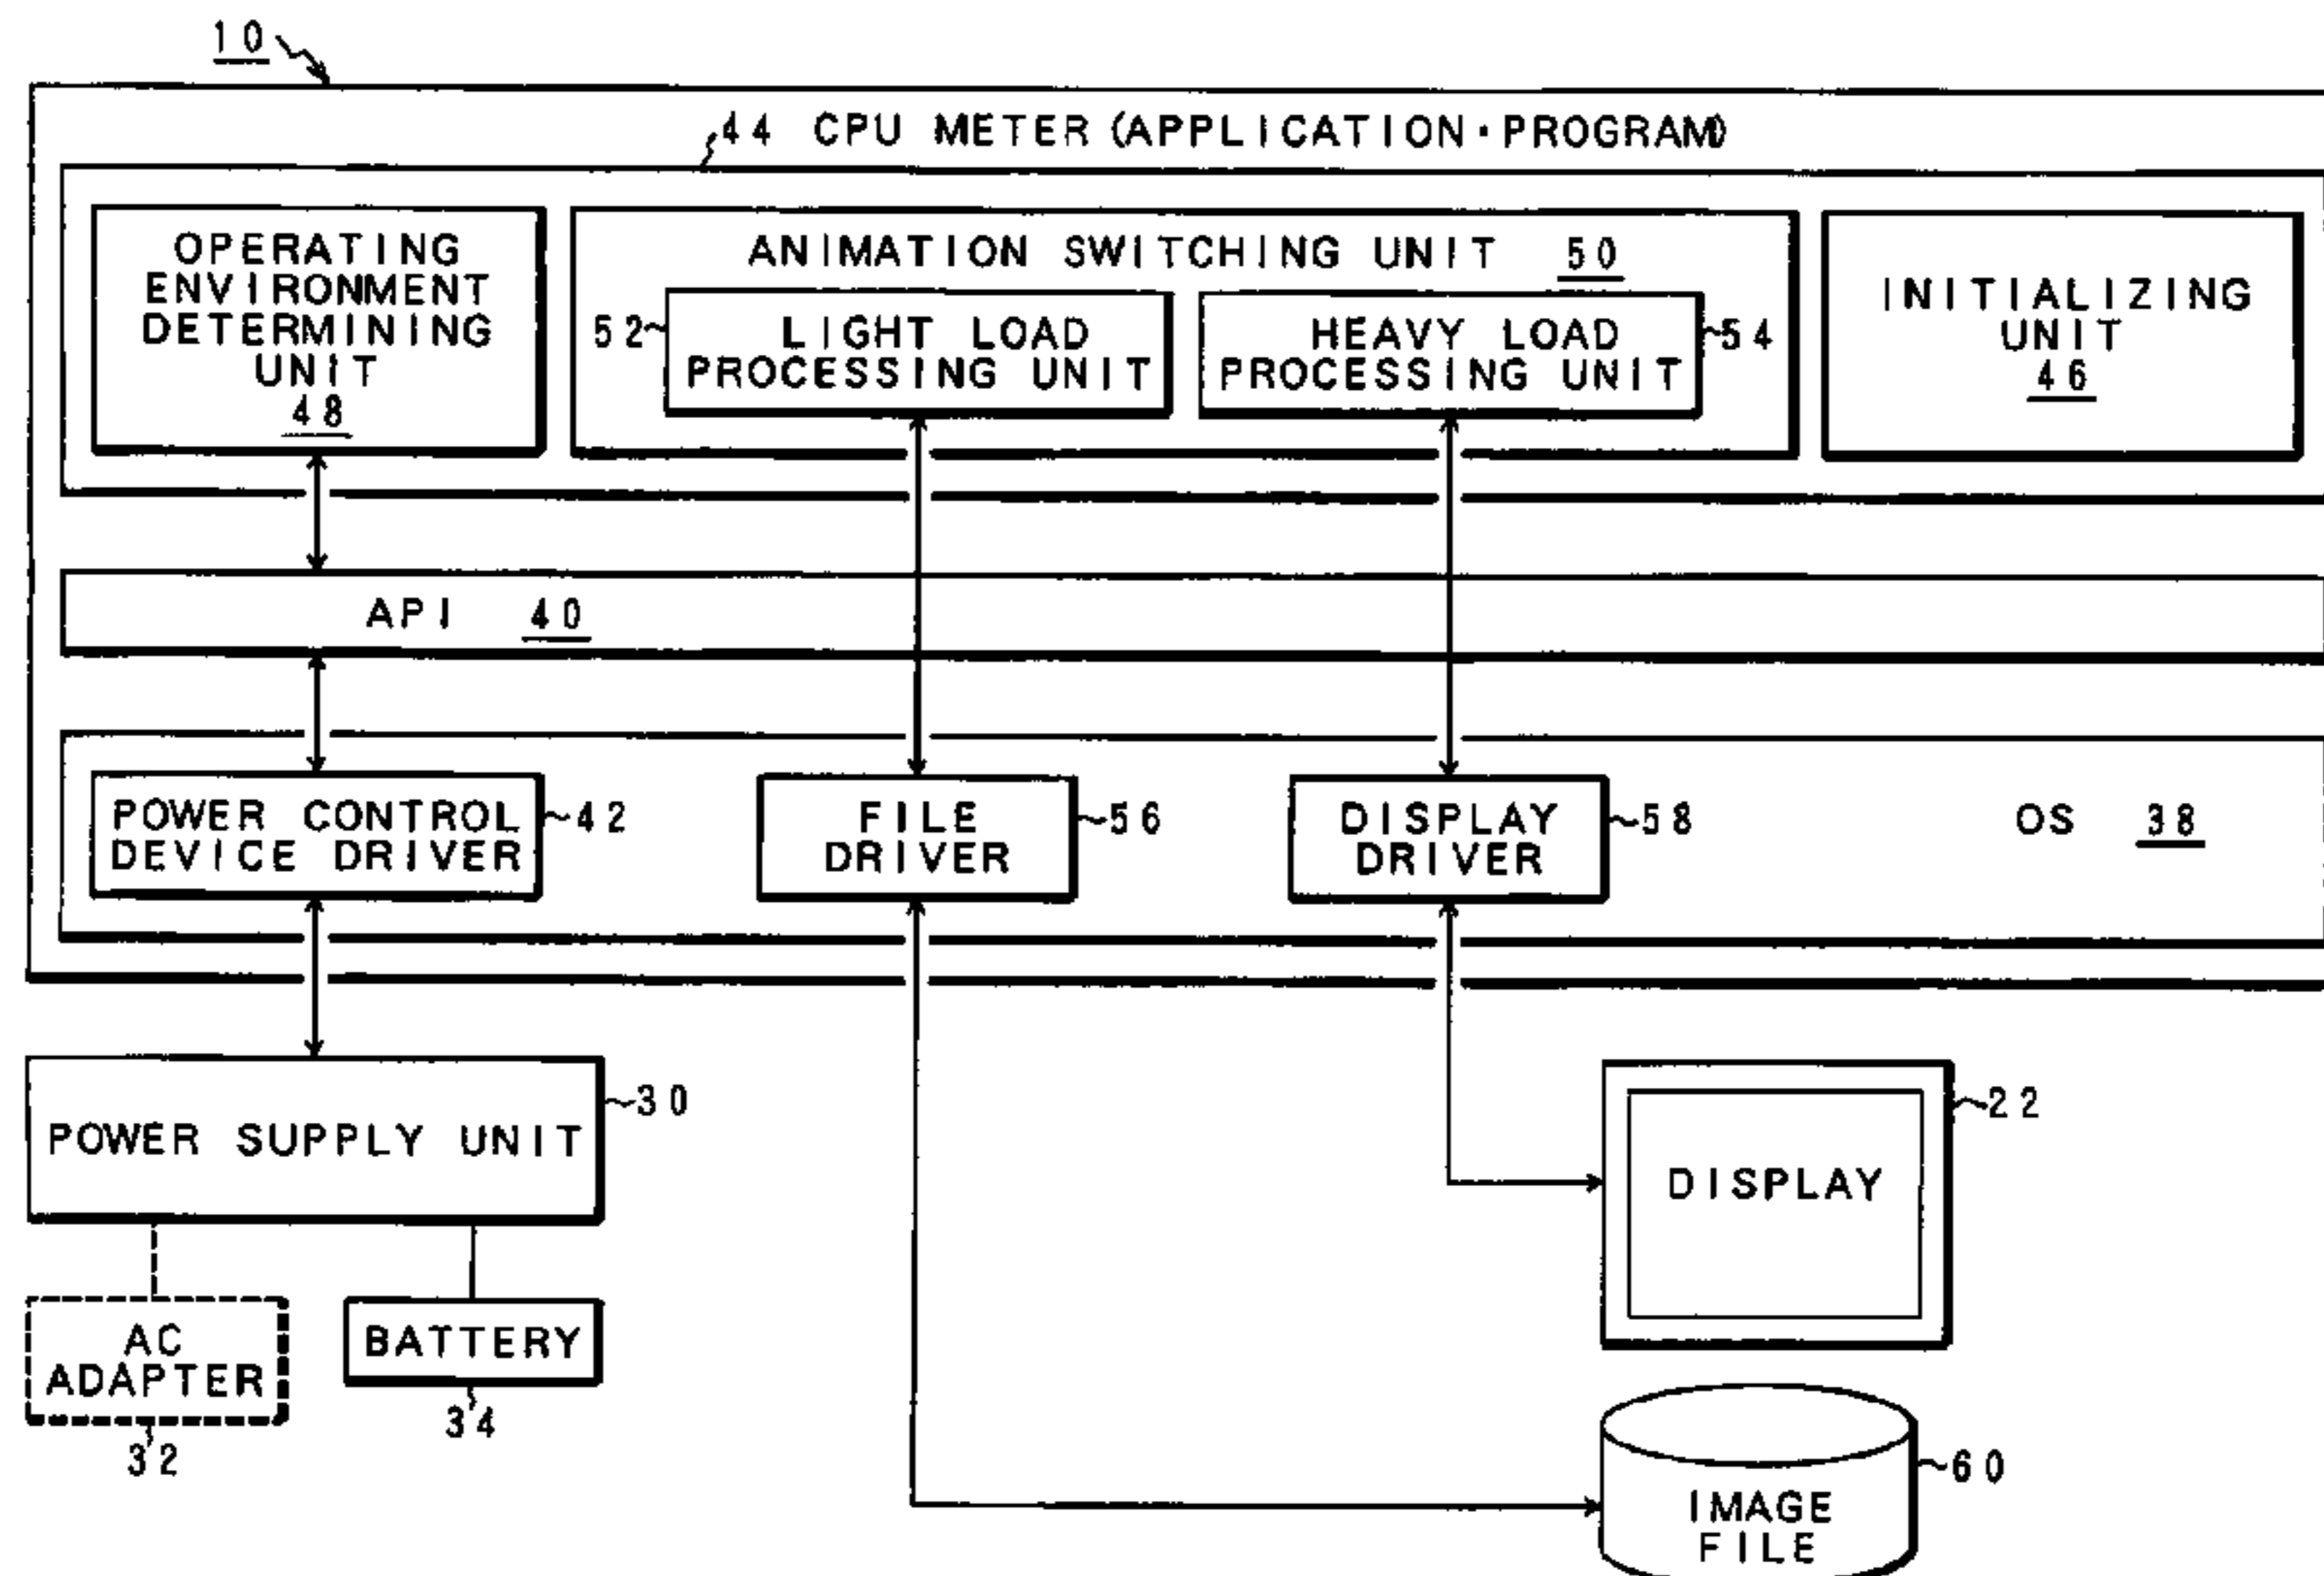 10
44 CPU METER (APPLICATION·PROGRAM)
OPERATING
ENVIRONMENT
DETERMINING
UNIT
48
ANIMATION SWITCHING UNIT 50
52
LIGHT LOAD
PROCESSING UNIT
HEAVY LOAD
PROCESSING UNIT
54
INITIALIZING
UNIT
46
API 40
POWER CONTROL
DEVICE DRIVER
42
FILE
DRIVER
56
DISPLAY
DRIVER
58
OS 38
POWER SUPPLY UNIT
30
AC
ADAPTER
32
BATTERY
34
DISPLAY
22
IMAGE
FILE
60